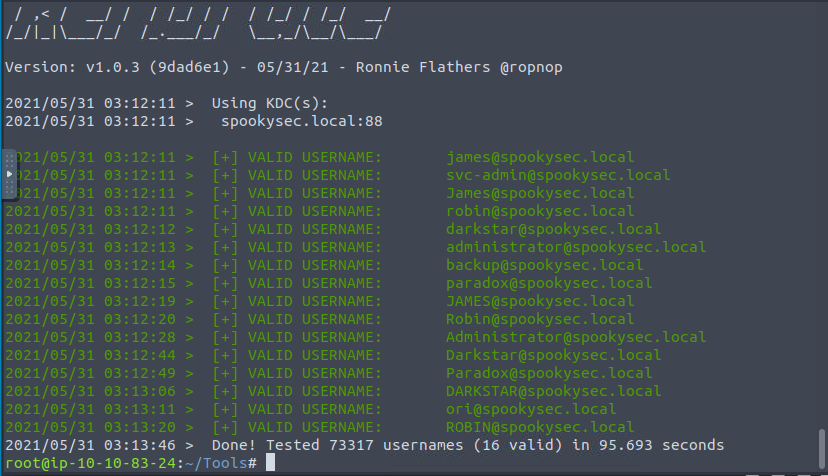 / ,< /  __/ /  / /_/ / /  / /_/ / /_/  __/
/_/|_|\___/_/  /_.___/_/   \__,_/\__/\___/
Version: v1.0.3 (9dad6e1) - 05/31/21 - Ronnie Flathers @ropnop
2021/05/31 03:12:11 >  Using KDC(s):
2021/05/31 03:12:11 >   spookysec.local:88
2021/05/31 03:12:11 >  [+] VALID USERNAME:       james@spookysec.local
2021/05/31 03:12:11 >  [+] VALID USERNAME:       svc-admin@spookysec.local
2021/05/31 03:12:11 >  [+] VALID USERNAME:       James@spookysec.local
2021/05/31 03:12:11 >  [+] VALID USERNAME:       robin@spookysec.local
2021/05/31 03:12:12 >  [+] VALID USERNAME:       darkstar@spookysec.local
2021/05/31 03:12:13 >  [+] VALID USERNAME:       administrator@spookysec.local
2021/05/31 03:12:14 >  [+] VALID USERNAME:       backup@spookysec.local
2021/05/31 03:12:15 >  [+] VALID USERNAME:       paradox@spookysec.local
2021/05/31 03:12:19 >  [+] VALID USERNAME:       JAMES@spookysec.local
2021/05/31 03:12:20 >  [+] VALID USERNAME:       Robin@spookysec.local
2021/05/31 03:12:28 >  [+] VALID USERNAME:       Administrator@spookysec.local
2021/05/31 03:12:44 >  [+] VALID USERNAME:       Darkstar@spookysec.local
2021/05/31 03:12:49 >  [+] VALID USERNAME:       Paradox@spookysec.local
2021/05/31 03:13:06 >  [+] VALID USERNAME:       DARKSTAR@spookysec.local
2021/05/31 03:13:11 >  [+] VALID USERNAME:       ori@spookysec.local
2021/05/31 03:13:20 >  [+] VALID USERNAME:       ROBIN@spookysec.local
2021/05/31 03:13:46 >  Done! Tested 73317 usernames (16 valid) in 95.693 seconds
root@ip-10-10-83-24:~/Tools#